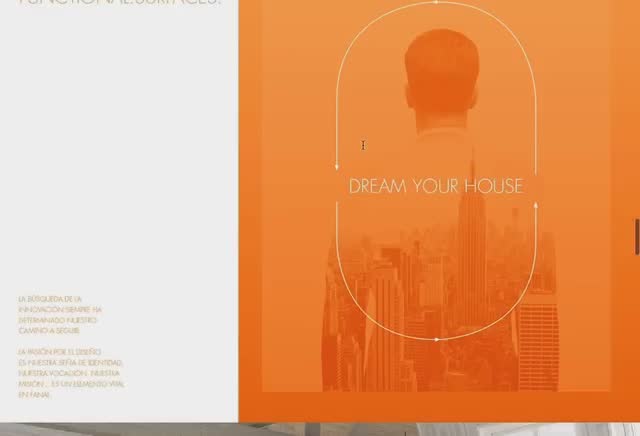 FUNCTIONAL.SURFACES.
DREAM YOUR HOUSE
LA BÚSQUEDA DE LA
INNOVACIÓN SIEMPRE HA
DETERMINADO NUESTRO
CAMINO A SEGUIR.
LA PASIÓN POR EL DISEÑO
ES NUESTRA SEÑA DE IDENTIDAD,
NUESTRA VOCACIÓN. NUESTRA
MISIÓN... ES UN ELEMENTO VITAL
EN FANAL.